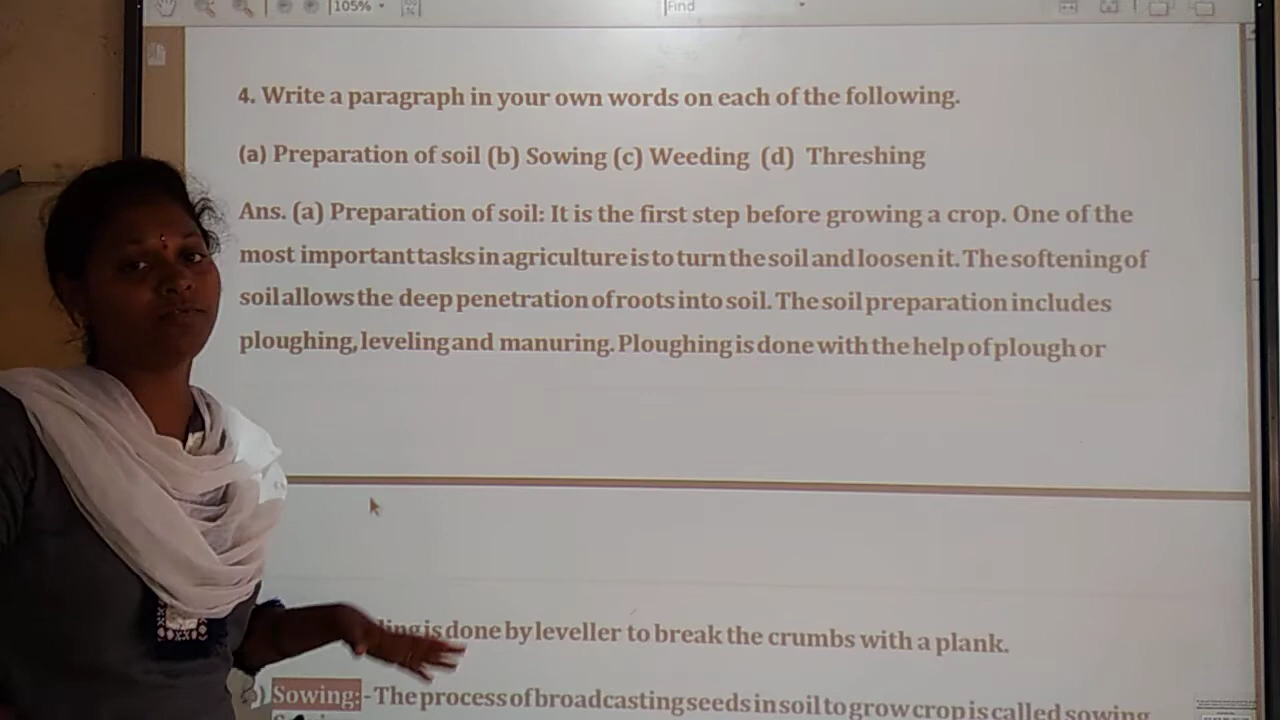 105%
Find
4. Write a paragraph in your own words on each of the following.
(a) Preparation of soil (b) Sowing (c) Weeding (d) Threshing
Ans. (a) Preparation of soil: It is the first step before growing a crop. One of the
most important tasks in agriculture is to turn the soil and loosen it. The softening of
soil allows the deep penetration of roots into soil. The soil preparation includes
ploughing, leveling and manuring. Ploughing is done with the help of plough or
is done by leveller to break the crumbs with a plank.
Sowing:- The process of broadcasting seeds in soil to grow crop is called sowing